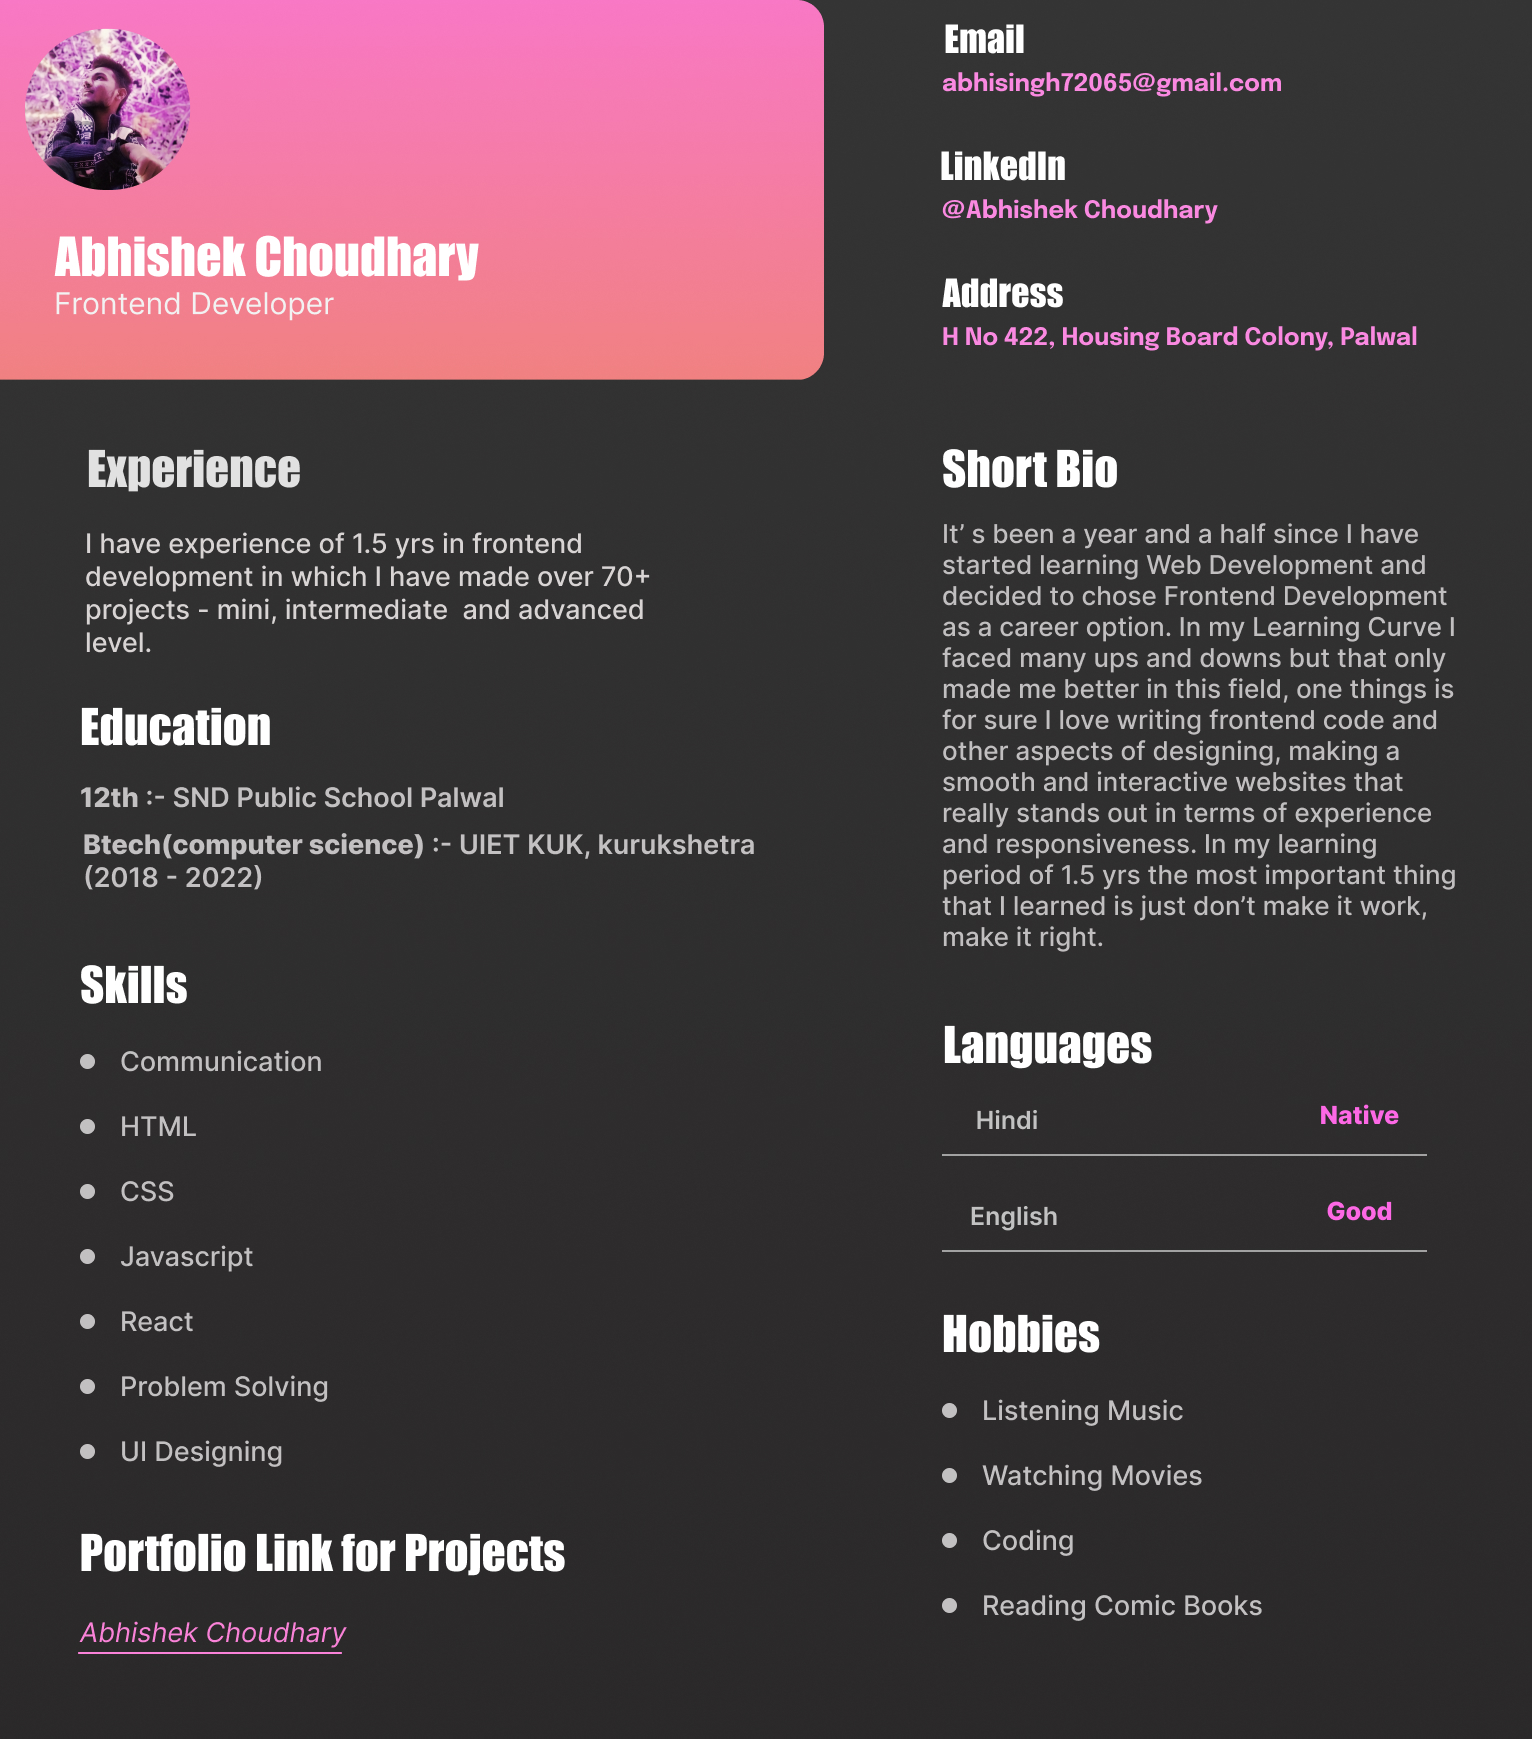 Abhishek Choudhary
Frontend Developer
Email
abhisingh72065@gmail.com
LinkedIn
@Abhishek Choudhary
Address
H No 422, Housing Board Colony, Palwal
Experience
I have experience of 1.5 yrs in frontend
development in which I have made over 70+
projects - mini, intermediate  and advanced
level.
Education
12th :- SND Public School Palwal
Btech(computer science) :- UIET KUK, kurukshetra
(2018 - 2022)
Skills
Communication
HTML
CSS
Javascript
React
Problem Solving
UI Designing
Portfolio Link for Projects
Abhishek Choudhary
Short Bio
It’ s been a year and a half since I have
started learning Web Development and
decided to chose Frontend Development
as a career option. In my Learning Curve I
faced many ups and downs but that only
made me better in this field, one things is
for sure I love writing frontend code and
other aspects of designing, making a
smooth and interactive websites that
really stands out in terms of experience
and responsiveness. In my learning
period of 1.5 yrs the most important thing
that I learned is just don’t make it work,
make it right.
Languages
Hindi Native
English Good
Hobbies
Listening Music
Watching Movies
Coding
Reading Comic Books